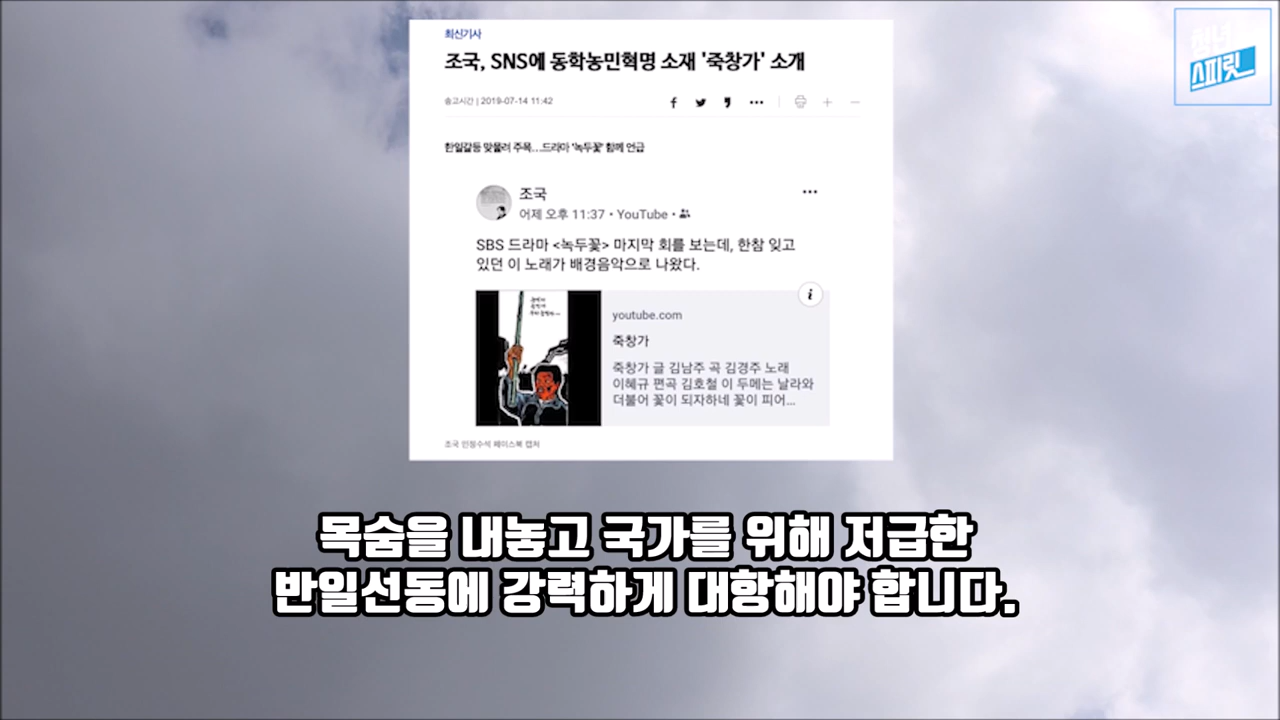 청년
스피릿
최신기사
조국, SNS에 동학농민혁명 소재 '죽창가' 소개
송고시간 | 2019-07-14 11:42
한일갈등 맞물려 주목…드라마 '녹두꽃' 함께 언급
조국
어제 오후 11:37 • YouTube •
SBS 드라마 <녹두꽃> 마지막 회를 보는데, 한참 잊고
있던 이 노래가 배경음악으로 나왔다.
youtube.com
죽창가
죽창가 글 김남주 곡 김경주 노래
이혜규 편곡 김호철 이 두메는 날라와
더불어 꽃이 되자하네 꽃이 피어...
조국 민정수석 페이스북 캡처
목숨을 내놓고 국가를 위해 저급한
반일선동에 강력하게 대항해야 합니다.